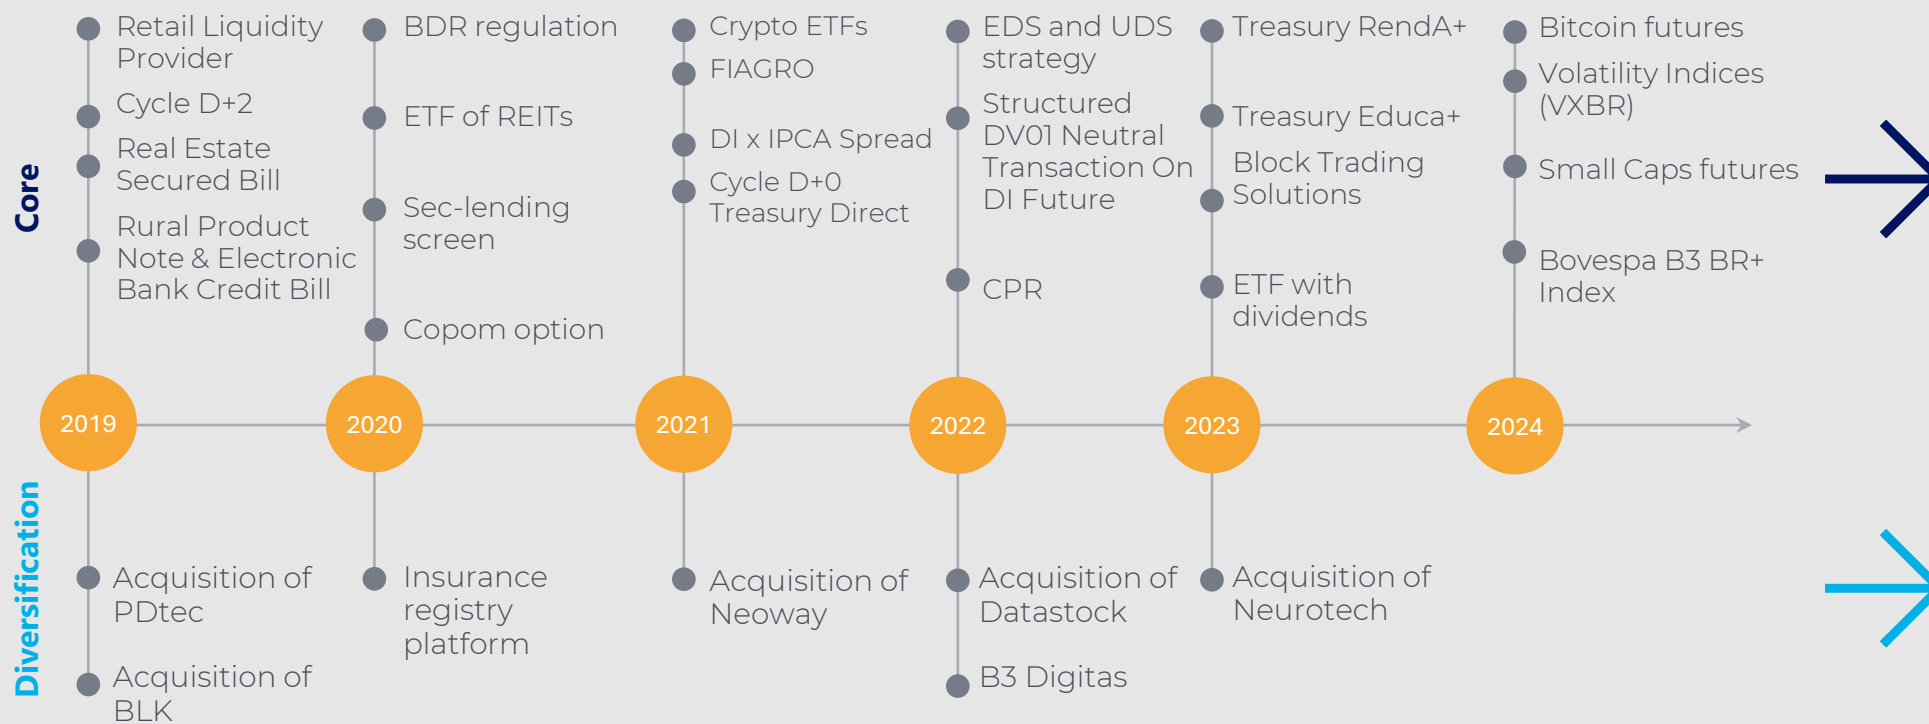 Core
Retail Liquidity
Provider
Cycle D+2
Real Estate
Secured Bill
Rural Product
Note & Electronic
Bank Credit Bill
BDR regulation
ETF of REITs
Sec-lending
screen
Copom option
Crypto ETFs
FIAGRO
DI x IPCA Spread
Cycle D+0
Treasury Direct
EDS and UDS
strategy
Structured
DV01 Neutral
Transaction On
DI Future
CPR
Treasury RendA+
Treasury Educa+
Block Trading
Solutions
ETF with
dividends
Bitcoin futures
Volatility Indices
(VXBR)
Small Caps futures
Bovespa B3 BR+
Index
2019
2020
2021
2022
2023
2024
Diversification
Acquisition of
PDtec
Acquisition of
BLK
Insurance
registry
platform
Acquisition of
Neoway
Acquisition of
Datastock
B3 Digitas
Acquisition of
Neurotech